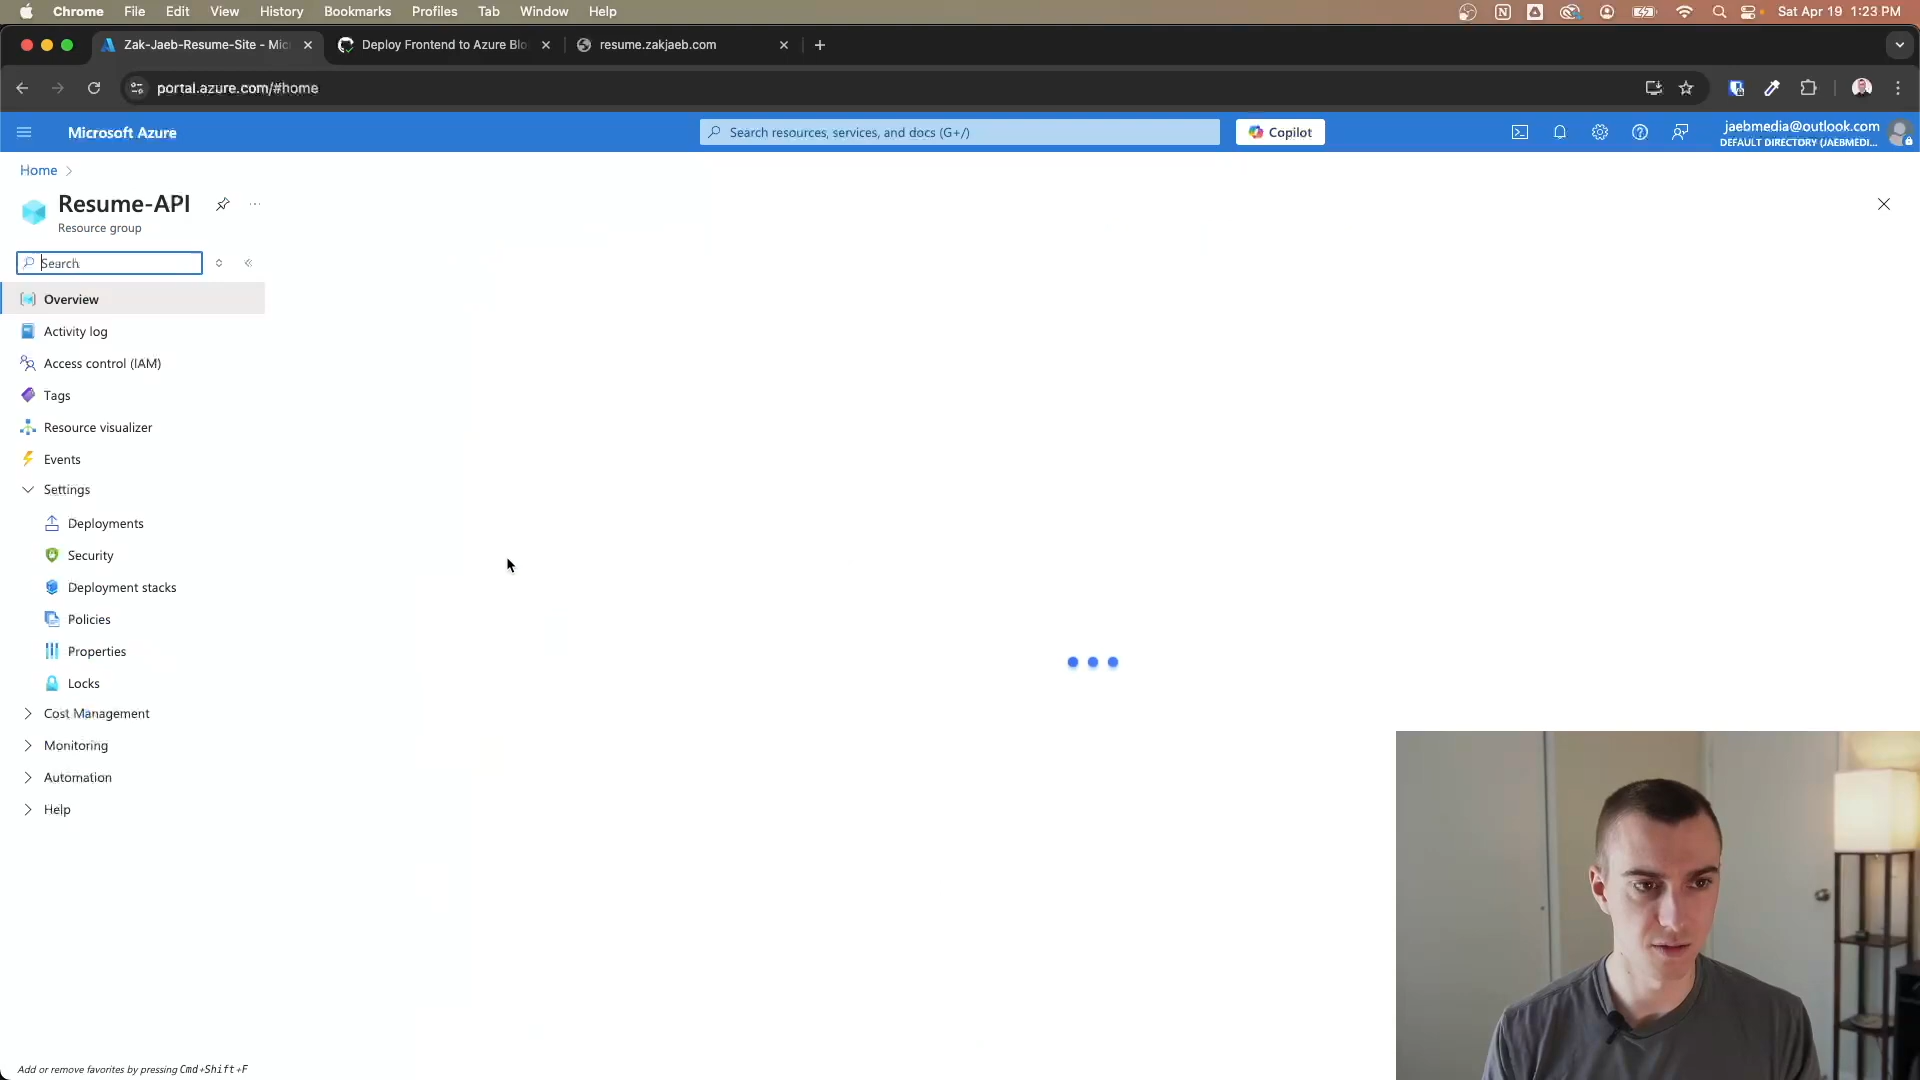 Chrome File Edit View History Bookmarks Profiles Tab Window Help
Sat Apr 19 1:23 PM
Zak-Jaeb-Resume-Site - Mic
Deploy Frontend to Azure Blo
resume.zakjaeb.com
portal.azure.com/#home
Microsoft Azure
Search resources, services, and docs (G+/)
Copilot
jaebmedia@outlook.com
DEFAULT DIRECTORY (JAEBMEDI...
Home
Resume-API
Resource group
Search
Overview
Activity log
Access control (IAM)
Tags
Resource visualizer
Events
Settings
Deployments
Security
Deployment stacks
Policies
Properties
Locks
Cost Management
Monitoring
Automation
Help
Add or remove favorites by pressing Cmd+Shift+F